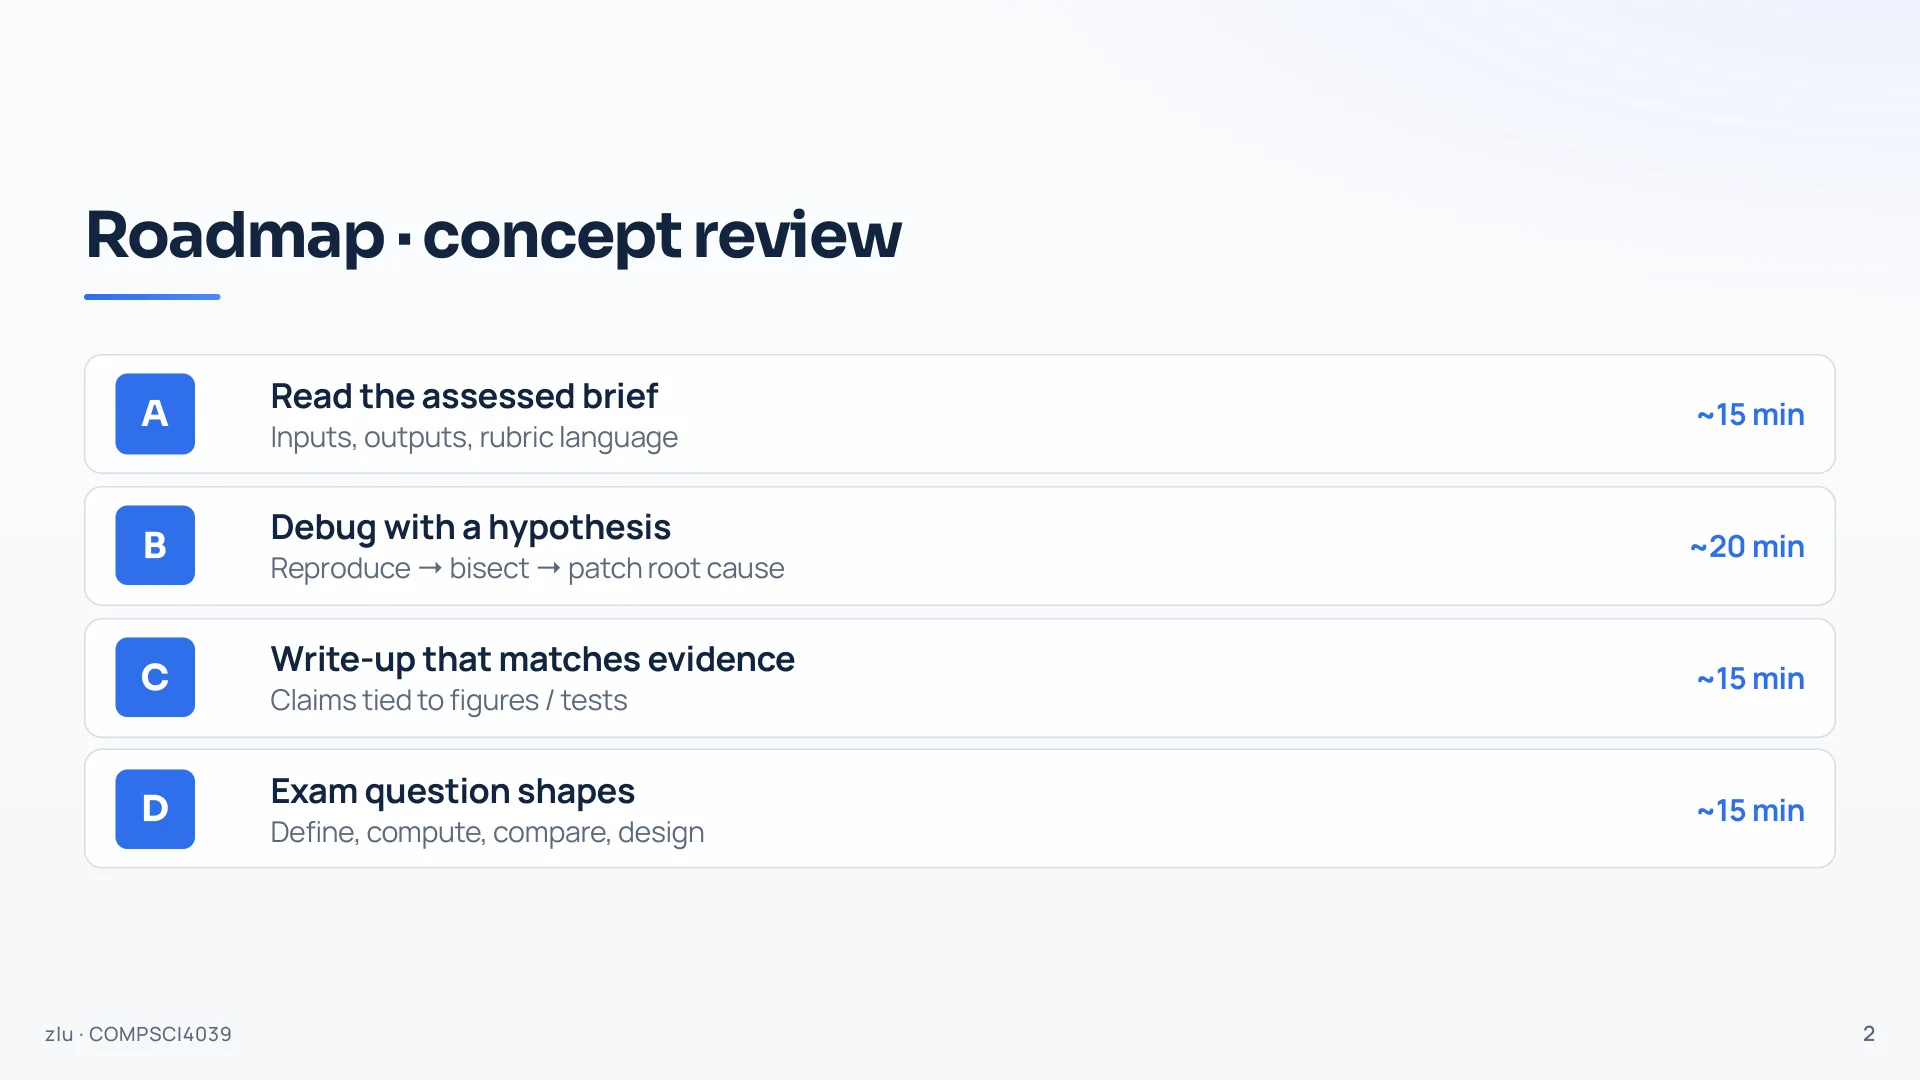 Roadmap · concept review
A
Read the assessed brief
Inputs, outputs, rubric language
~15 min
B
Debug with a hypothesis
Reproduce → bisect → patch root cause
~20 min
C
Write-up that matches evidence
Claims tied to figures / tests
~15 min
D
Exam question shapes
Define, compute, compare, design
~15 min
zlu · COMPSCI4039
2